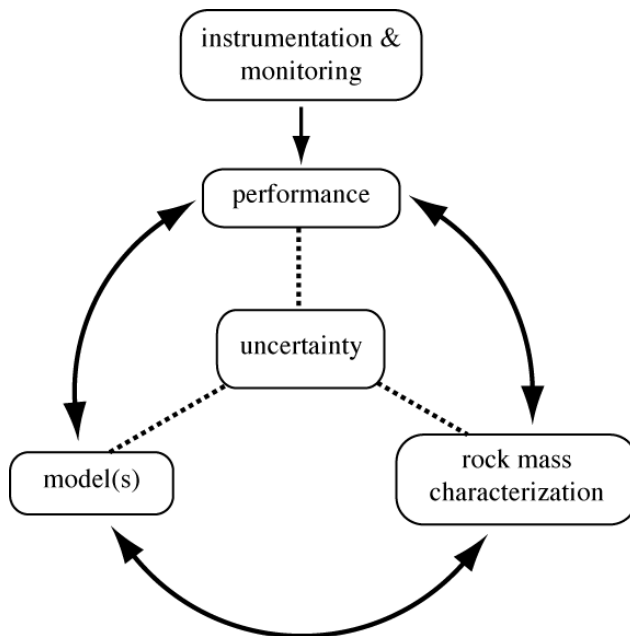 instrumentation &
monitoring
performance
uncertainty
model(s)
rock mass
characterization